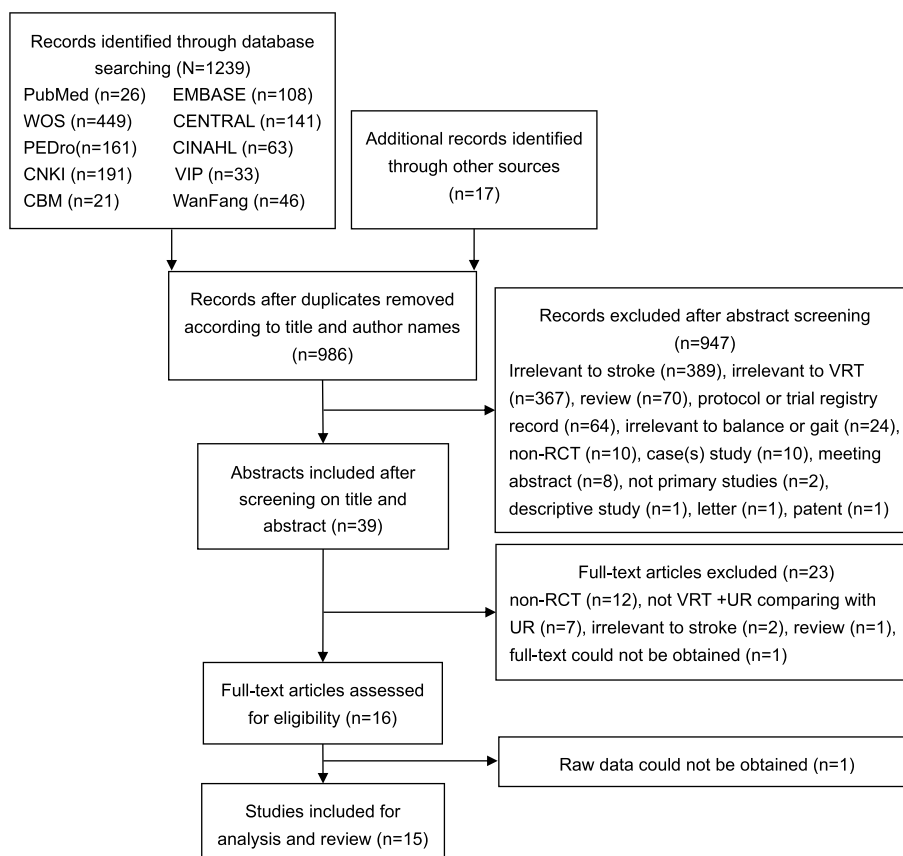 Records identified through database
searching (N=1239)
PubMed (n=26) EMBASE (n=108)
WOS (n=449) CENTRAL (n=141)
PEDro(n=161) CINAHL (n=63)
CNKI (n=191) VIP (n=33)
CBM (n=21) WanFang (n=46)
Additional records identified
through other sources
(n=17)
Records after duplicates removed
according to title and author names
(n=986)
Records excluded after abstract screening
(n=947)
Irrelevant to stroke (n=389), irrelevant to VRT
(n=367), review (n=70), protocol or trial registry
record (n=64), irrelevant to balance or gait (n=24),
non-RCT (n=10), case(s) study (n=10), meeting
abstract (n=8), not primary studies (n=2),
descriptive study (n=1), letter (n=1), patent (n=1)
Abstracts included after
screening on title and
abstract (n=39)
Full-text articles excluded (n=23)
non-RCT (n=12), not VRT +UR comparing with
UR (n=7), irrelevant to stroke (n=2), review (n=1),
full-text could not be obtained (n=1)
Full-text articles assessed
for eligibility (n=16)
Raw data could not be obtained (n=1)
Studies included for
analysis and review (n=15)